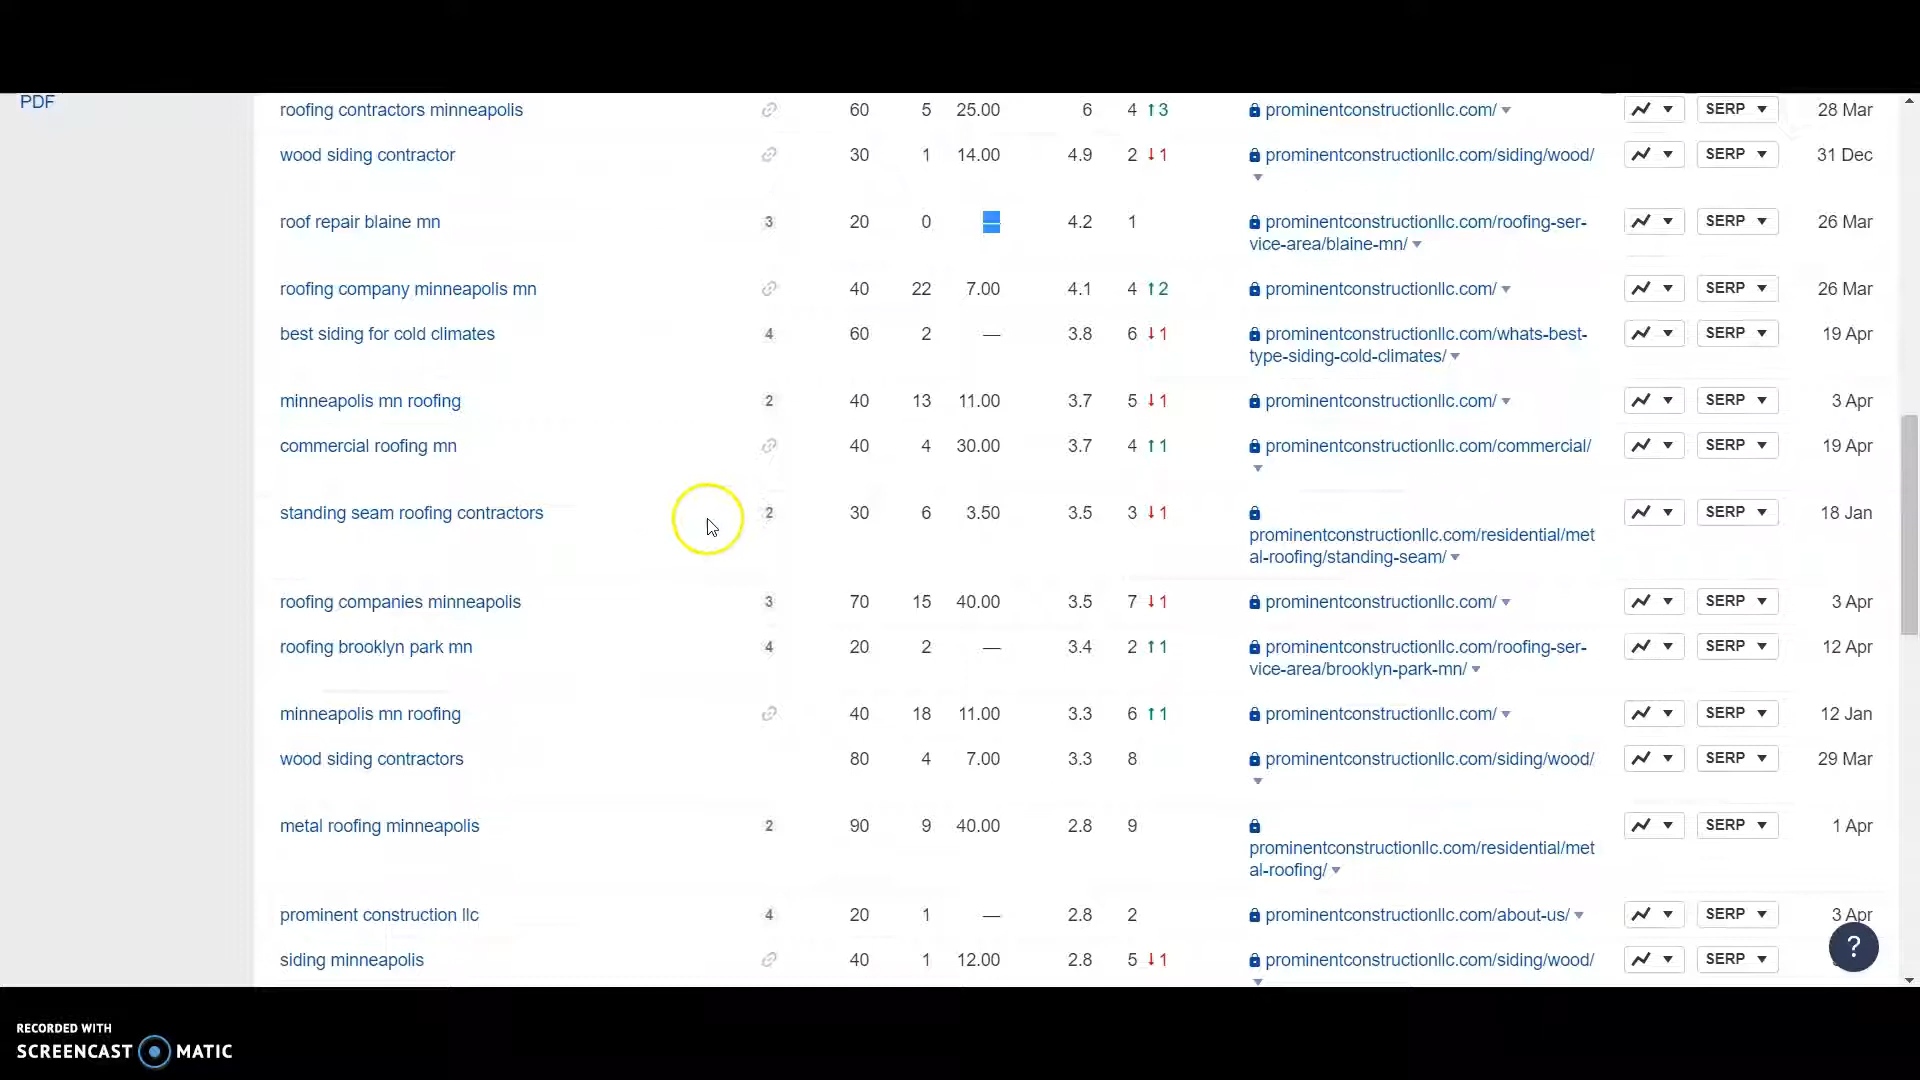 PDF
roofing contractors minneapolis 60 5 25.00 6 4 ↑3 prominentconstructionllc.com/ SERP 28 Mar
wood siding contractor 30 1 14.00 4.9 2 ↓1 prominentconstructionllc.com/siding/wood/ SERP 31 Dec
roof repair blaine mn 3 20 0 — 4.2 1 prominentconstructionllc.com/roofing-ser- SERP 26 Mar
vice-area/blaine-mn/
roofing company minneapolis mn 40 22 7.00 4.1 4 ↑2 prominentconstructionllc.com/ SERP 26 Mar
best siding for cold climates 4 60 2 — 3.8 6 ↓1 prominentconstructionllc.com/whats-best- SERP 19 Apr
type-siding-cold-climates/
minneapolis mn roofing 2 40 13 11.00 3.7 5 ↓1 prominentconstructionllc.com/ SERP 3 Apr
commercial roofing mn 40 4 30.00 3.7 4 ↑1 prominentconstructionllc.com/commercial/ SERP 19 Apr
standing seam roofing contractors 2 30 6 3.50 3.5 3 ↓1 SERP 18 Jan
prominentconstructionllc.com/residential/met
al-roofing/standing-seam/
roofing companies minneapolis 3 70 15 40.00 3.5 7 ↓1 prominentconstructionllc.com/ SERP 3 Apr
roofing brooklyn park mn 4 20 2 — 3.4 2 ↑1 prominentconstructionllc.com/roofing-ser- SERP 12 Apr
vice-area/brooklyn-park-mn/
minneapolis mn roofing 40 18 11.00 3.3 6 ↑1 prominentconstructionllc.com/ SERP 12 Jan
wood siding contractors 80 4 7.00 3.3 8 prominentconstructionllc.com/siding/wood/ SERP 29 Mar
metal roofing minneapolis 2 90 9 40.00 2.8 9 SERP 1 Apr
prominentconstructionllc.com/residential/met
al-roofing/
prominent construction llc 4 20 1 — 2.8 2 prominentconstructionllc.com/about-us/ SERP 3 Apr
siding minneapolis 40 1 12.00 2.8 5 ↓1 prominentconstructionllc.com/siding/wood/ SERP
?
RECORDED WITH
SCREENCAST MATIC